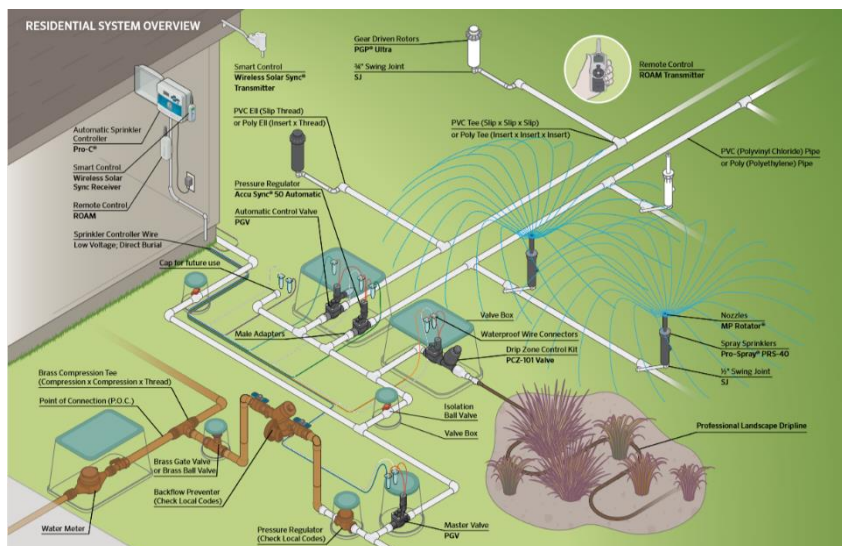 RESIDENTIAL SYSTEM OVERVIEW
Smart Control
Wireless Solar Sync®
Transmitter
Gear Driven Rotors
PGP® Ultra
¾" Swing Joint
SJ
Remote Control
ROAM Transmitter
Automatic Sprinkler
Controller
Pro-C®
Smart Control
Wireless Solar
Sync Receiver
Remote Control
ROAM
Sprinkler Controller Wire
Low Voltage; Direct Burial
PVC Ell (Slip Thread)
or Poly Ell (Insert x Thread)
PVC Tee (Slip x Slip x Slip)
or Poly Tee (Insert x Insert x Insert)
PVC (Polyvinyl Chloride) Pipe
or Poly (Polyethylene) Pipe
Pressure Regulator
Accu Sync® 50 Automatic
Automatic Control Valve
PGV
Cap for future use
Male Adapters
Valve Box
Waterproof Wire Connectors
Drip Zone Control Kit
PCZ-101 Valve
Nozzles
MP Rotator®
Spray Sprinklers
Pro-Spray® PRS-40
½" Swing Joint
SJ
Brass Compression Tee
(Compression x Compression x Thread)
Point of Connection (P.O.C.)
Isolation
Ball Valve
Valve Box
Professional Landscape Dripline
Brass Gate Valve
or Brass Ball Valve
Backflow Preventer
(Check Local Codes)
Water Meter
Pressure Regulator
(Check Local Codes)
Master Valve
PGV